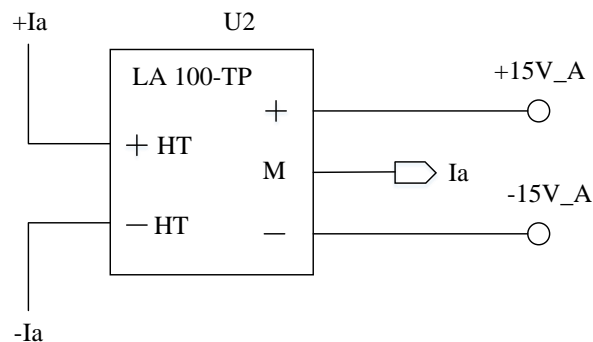 +Ia
U2
LA 100-TP
+
+15V_A
+ HT
M
Ia
-15V_A
− HT
−
-Ia